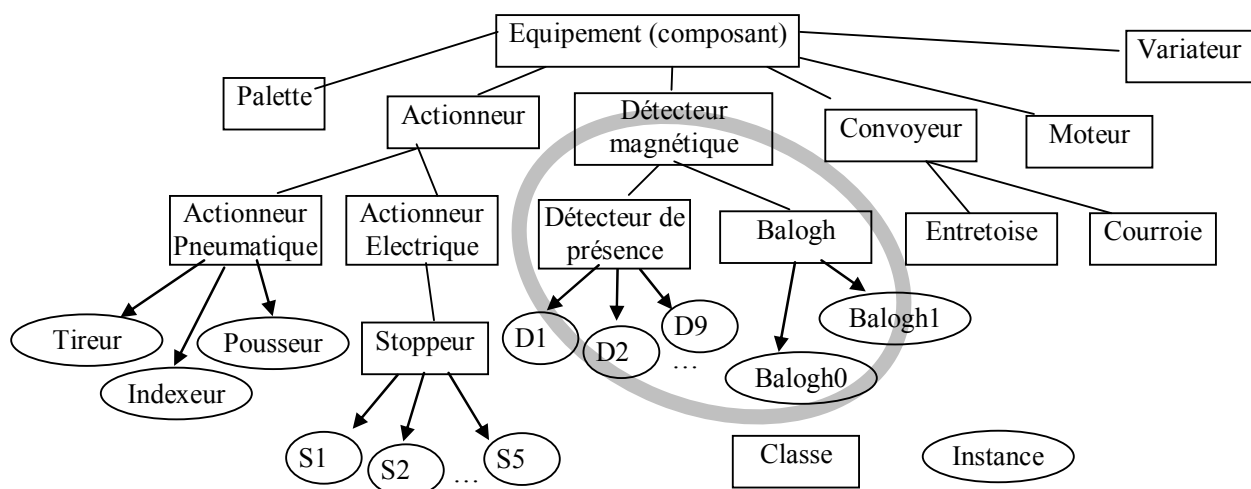 Equipement (composant)
Variateur
Palette
Actionneur
Détecteur
magnétique
Convoyeur
Moteur
Actionneur
Pneumatique
Actionneur
Electrique
Détecteur de
présence
Balogh
Entretoise
Courroie
Tireur
Indexeur
Pousseur
Stoppeur
D1
D2
...
D9
Balogh0
Balogh1
S1
S2
...
S5
Classe
Instance